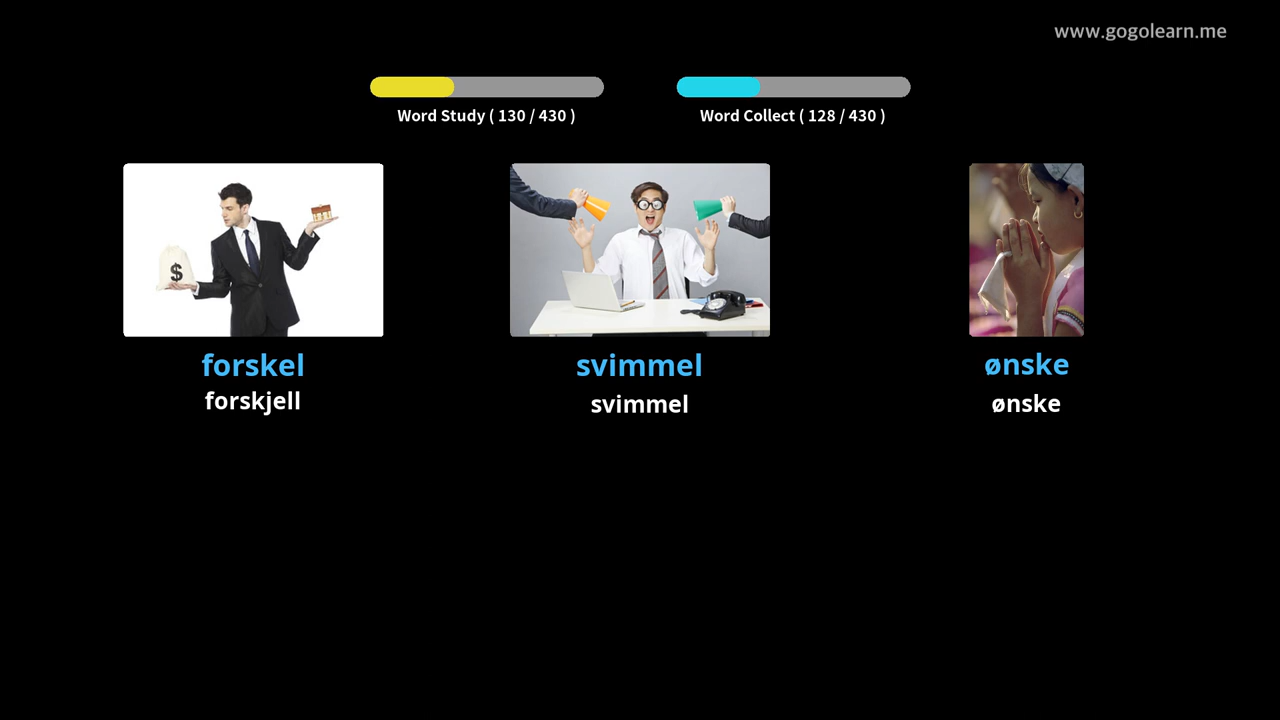 www.gogolearn.me
Word Study ( 130 / 430 )
Word Collect ( 128 / 430 )
$
forskel
svimmel
ønske
forskjell
svimmel
ønske